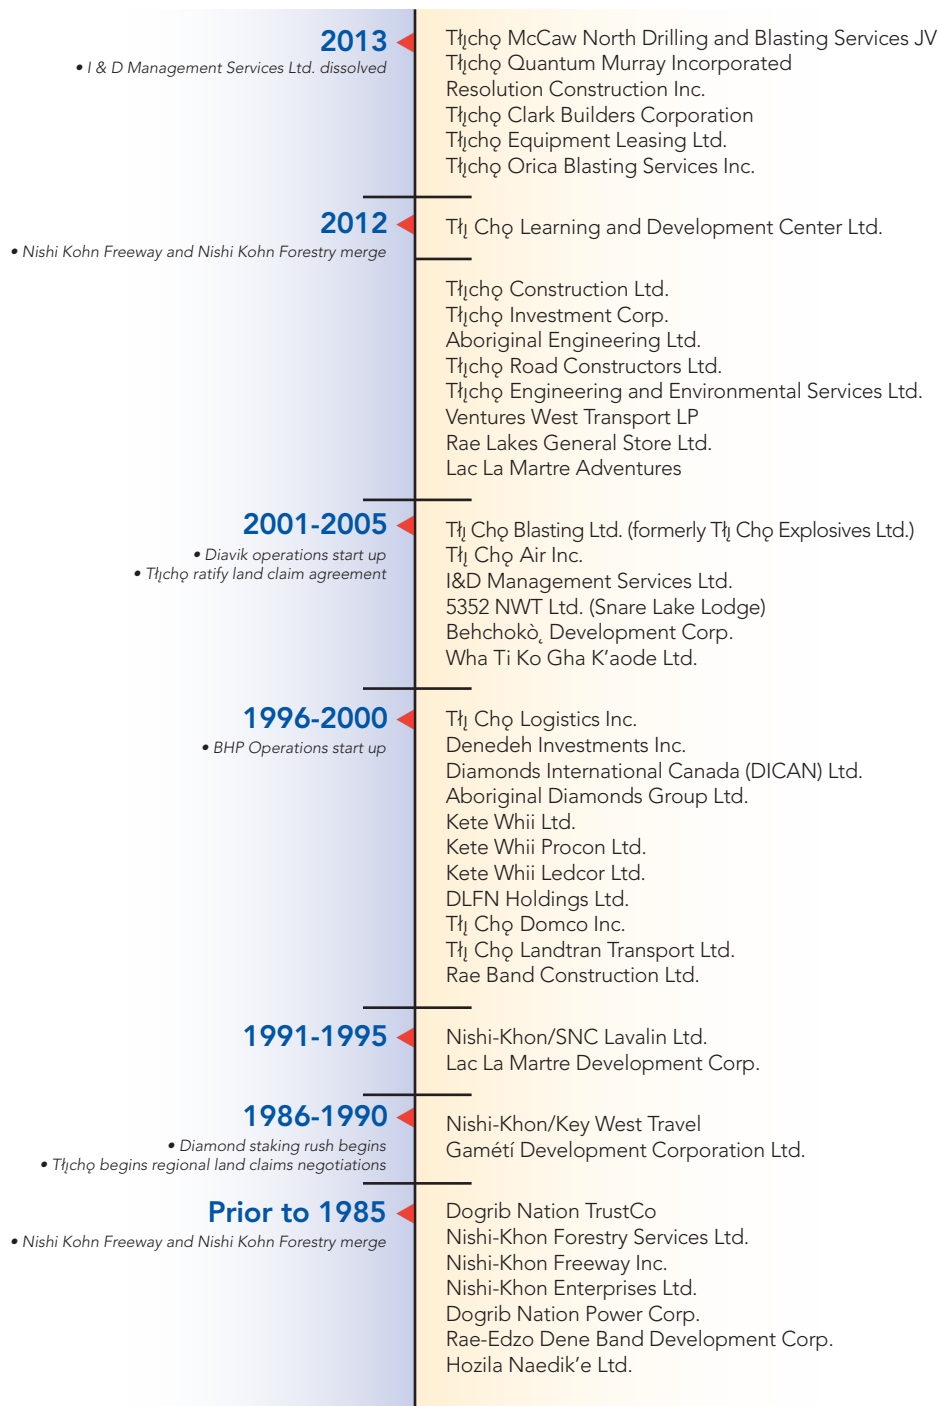 2013
• I & D Management Services Ltd. dissolved
Tłı̨chǫ McCaw North Drilling and Blasting Services JV
Tłı̨chǫ Quantum Murray Incorporated
Resolution Construction Inc.
Tłı̨chǫ Clark Builders Corporation
Tłı̨chǫ Equipment Leasing Ltd.
Tłı̨chǫ Orica Blasting Services Inc.
2012
• Nishi Kohn Freeway and Nishi Kohn Forestry merge
Tłı̨ Chǫ Learning and Development Center Ltd.
Tłı̨chǫ Construction Ltd.
Tłı̨chǫ Investment Corp.
Aboriginal Engineering Ltd.
Tłı̨chǫ Road Constructors Ltd.
Tłı̨chǫ Engineering and Environmental Services Ltd.
Ventures West Transport LP
Rae Lakes General Store Ltd.
Lac La Martre Adventures
2001-2005
• Diavik operations start up
• Tłı̨chǫ ratify land claim agreement
Tłı̨ Chǫ Blasting Ltd. (formerly Tłı̨ Chǫ Explosives Ltd.)
Tłı̨ Chǫ Air Inc.
I&D Management Services Ltd.
5352 NWT Ltd. (Snare Lake Lodge)
Behchokǫ̀ Development Corp.
Wha Ti Ko Gha K’aode Ltd.
1996-2000
• BHP Operations start up
Tłı̨ Chǫ Logistics Inc.
Denedeh Investments Inc.
Diamonds International Canada (DICAN) Ltd.
Aboriginal Diamonds Group Ltd.
Kete Whii Ltd.
Kete Whii Procon Ltd.
Kete Whii Ledcor Ltd.
DLFN Holdings Ltd.
Tłı̨ Chǫ Domco Inc.
Tłı̨ Chǫ Landtran Transport Ltd.
Rae Band Construction Ltd.
1991-1995
Nishi-Khon/SNC Lavalin Ltd.
Lac La Martre Development Corp.
1986-1990
• Diamond staking rush begins
• Tłı̨chǫ begins regional land claims negotiations
Nishi-Khon/Key West Travel
Gamétí Development Corporation Ltd.
Prior to 1985
• Nishi Kohn Freeway and Nishi Kohn Forestry merge
Dogrib Nation TrustCo
Nishi-Khon Forestry Services Ltd.
Nishi-Khon Freeway Inc.
Nishi-Khon Enterprises Ltd.
Dogrib Nation Power Corp.
Rae-Edzo Dene Band Development Corp.
Hozila Naedik’e Ltd.